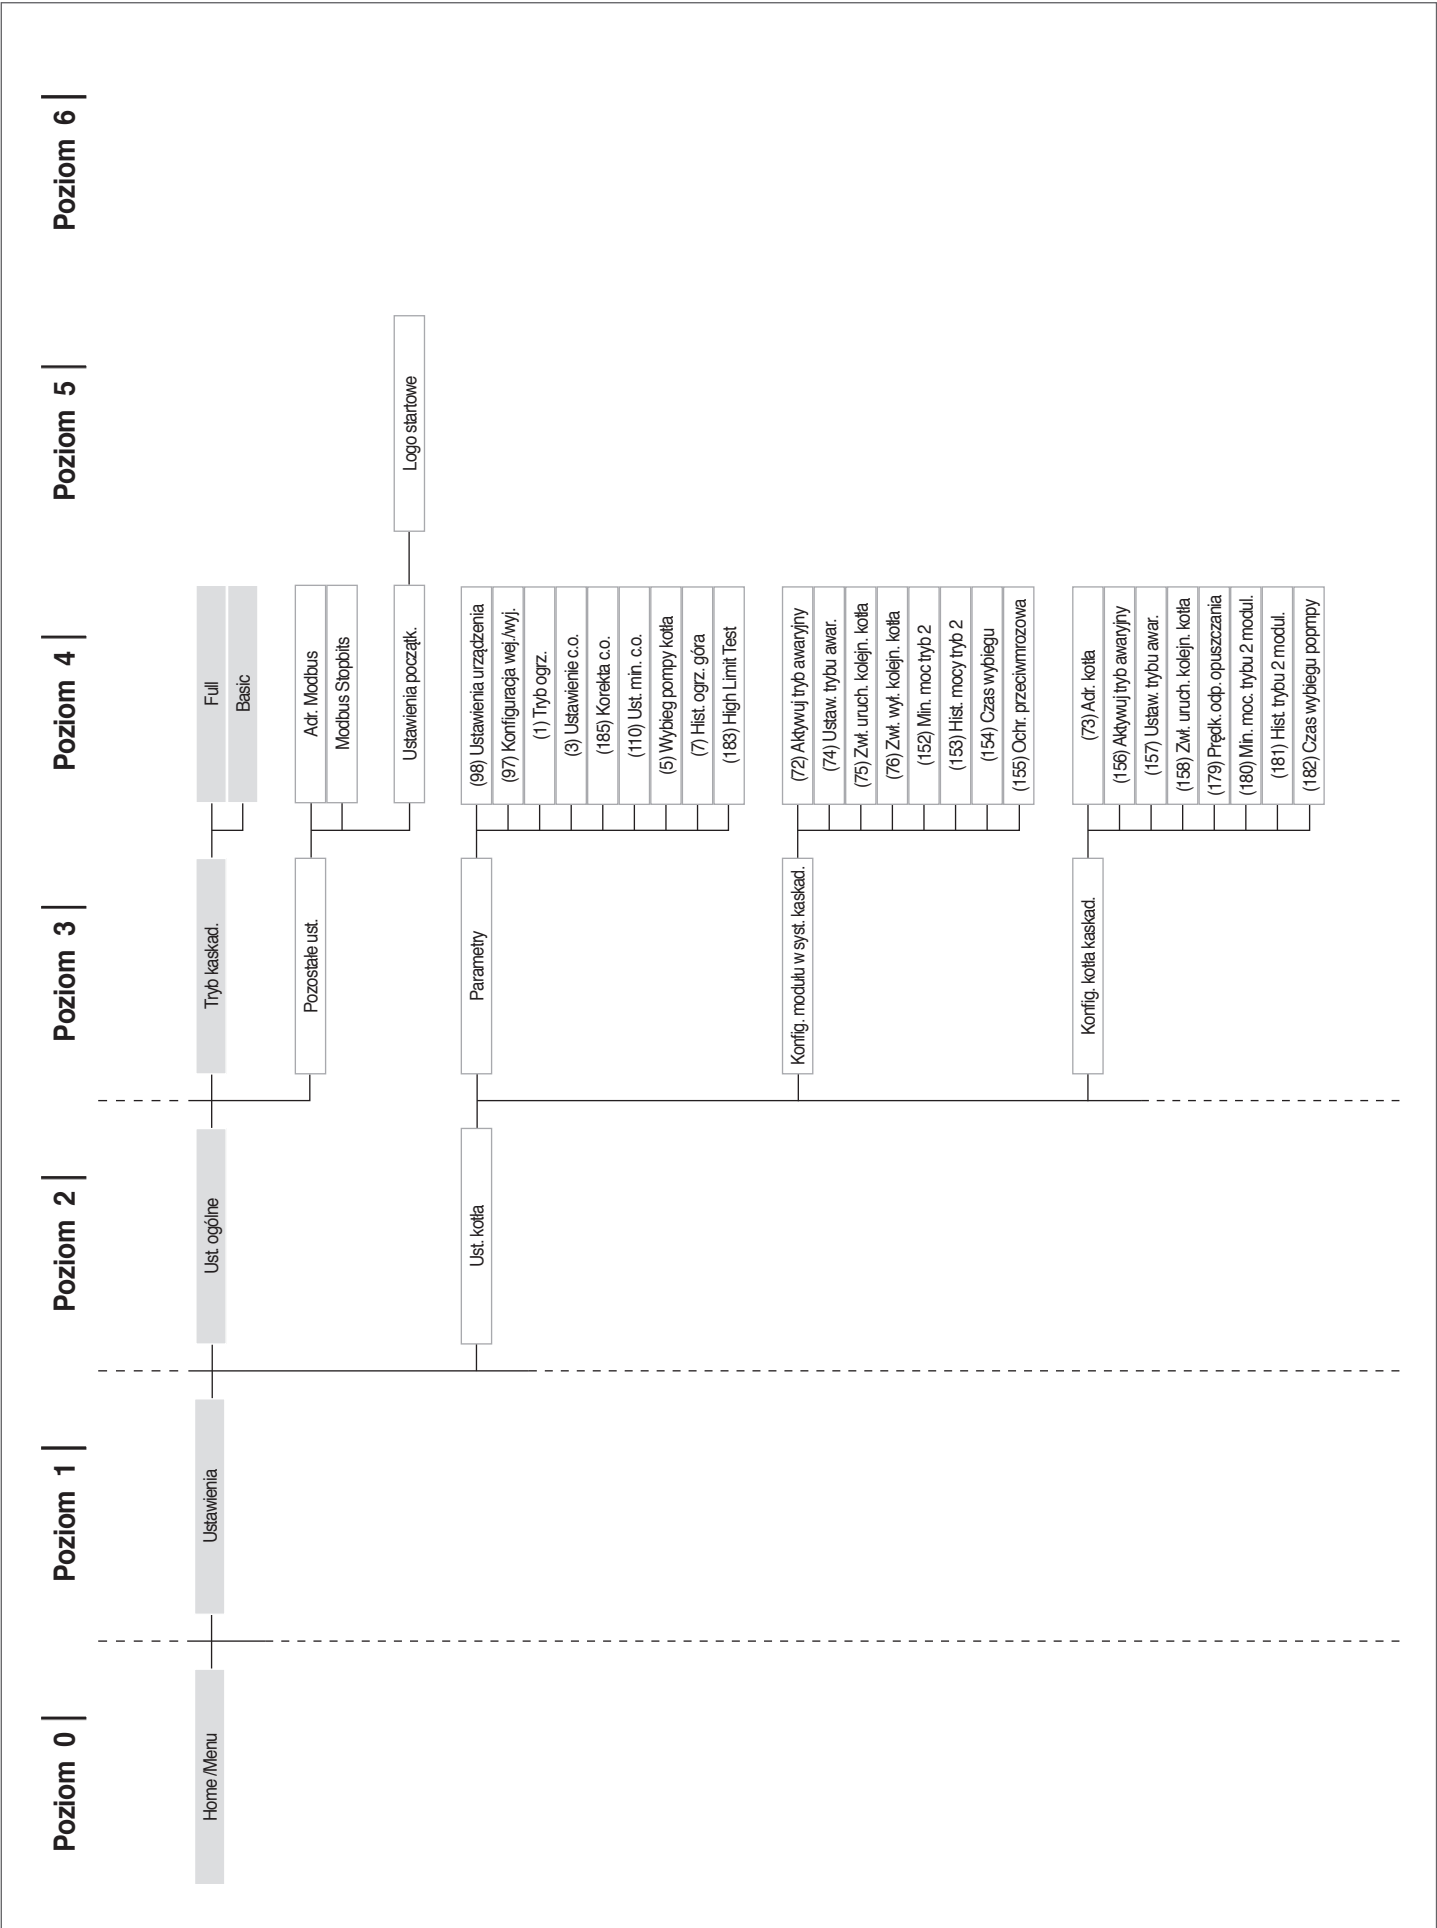 Poziom 0
Poziom 1
Poziom 2
Poziom 3
Poziom 4
Poziom 5
Poziom 6
Home /Menu
Ustawienia
Ust. ogólne
Tryb kaskad.
Full
Basic
Pozostałe ust.
Adr. Modbus
Modbus Stopbits
Ustawienia początk.
Logo startowe
Ust. kotła
Parametry
(98) Ustawienia urządzenia
(97) Konfiguracja wej./wyj.
(1) Tryb ogrz.
(3) Ustawienie c.o.
(185) Korekta c.o.
(110) Ust. min. c.o.
(5) Wybieg pompy kotła
(7) Hist. ogrz. góra
(183) High Limit Test
Konfig. modułu w syst. kaskad.
(72) Aktywuj tryb awaryjny
(74) Ustaw. trybu awar.
(75) Zwł. uruch. kolejn. kotła
(76) Zwł. wył. kolejn. kotła
(152) Min. moc tryb 2
(153) Hist. mocy tryb 2
(154) Czas wybiegu
(155) Ochr. przeciwmrozowa
Konfig. kotła kaskad.
(73) Adr. kotła
(156) Aktywuj tryb awaryjny
(157) Ustaw. trybu awar.
(158) Zwł. uruch. kolejn. kotła
(179) Prędk. odp. opuszczania
(180) Min. moc. trybu 2 modul.
(181) Hist. trybu 2 modul.
(182) Czas wybiegu popmpy